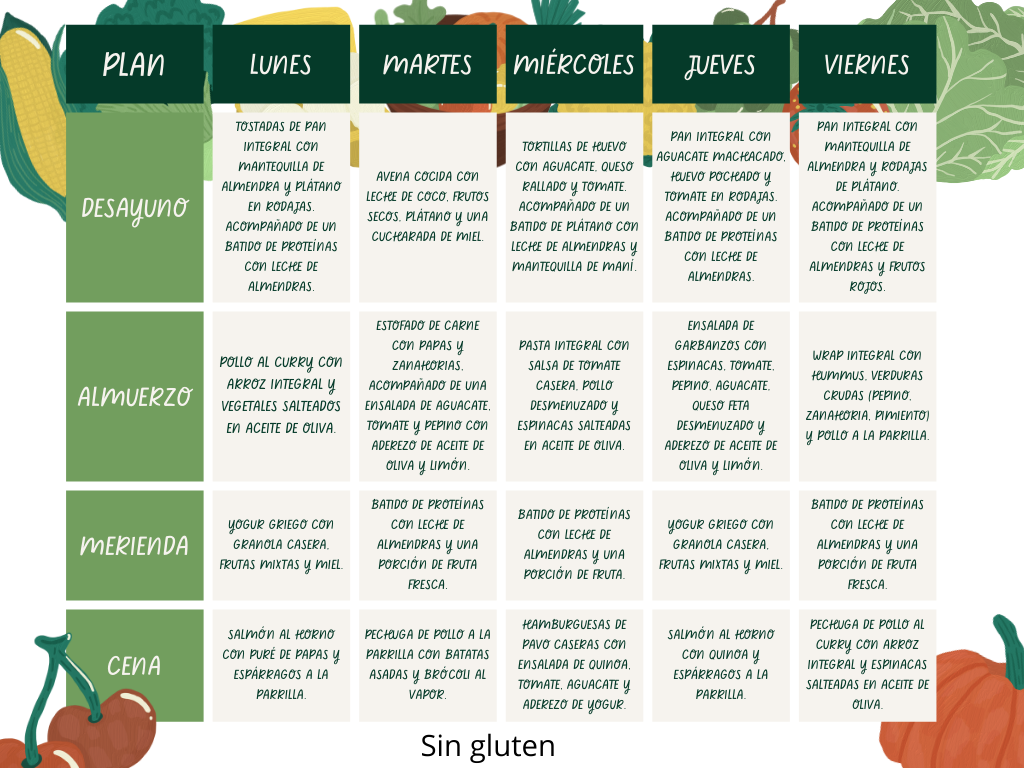 PLAN
LUNES
MARTES
MIÉRCOLES
JUEVES
VIERNES
DESAYUNO
TOSTADAS DE PAN
INTEGRAL CON
MANTEQUILLA DE
ALMENDRA Y PLÁTANO
EN RODAJAS.
ACOMPAÑADO DE UN
BATIDO DE PROTEÍNAS
CON LECHE DE
ALMENDRAS.
AVENA COCIDA CON
LECHE DE COCO, FRUTOS
SECOS, PLÁTANO Y UNA
CUCHARADA DE MIEL.
TORTILLAS DE HUEVO
CON AGUACATE, QUESO
RALLADO Y TOMATE.
ACOMPAÑADO DE UN
BATIDO DE PLÁTANO CON
LECHE DE ALMENDRAS Y
MANTEQUILLA DE MANÍ.
PAN INTEGRAL CON
AGUACATE MACHACADO,
HUEVO POCHADO Y
TOMATE EN RODAJAS.
ACOMPAÑADO DE UN
BATIDO DE PROTEÍNAS
CON LECHE DE
ALMENDRAS.
PAN INTEGRAL CON
MANTEQUILLA DE
ALMENDRA Y RODAJAS
DE PLÁTANO.
ACOMPAÑADO DE UN
BATIDO DE PROTEÍNAS
CON LECHE DE
ALMENDRAS Y FRUTOS
ROJOS.
ALMUERZO
POLLO AL CURRY CON
ARROZ INTEGRAL Y
VEGETALES SALTEADOS
EN ACEITE DE OLIVA.
ESTOFADO DE CARNE
CON PAPAS Y
ZANAHORIAS,
ACOMPAÑADO DE UNA
ENSALADA DE AGUACATE,
TOMATE Y PEPINO CON
ADEREZO DE ACEITE DE
OLIVA Y LIMÓN.
PASTA INTEGRAL CON
SALSA DE TOMATE
CASERA, POLLO
DESMENUZADO Y
ESPINACAS SALTEADAS
EN ACEITE DE OLIVA.
ENSALADA DE
GARBANZOS CON
ESPINACAS, TOMATE,
PEPINO, AGUACATE,
QUESO FETA
DESMENUZADO Y
ADEREZO DE ACEITE DE
OLIVA Y LIMÓN.
WRAP INTEGRAL CON
HUMMUS, VERDURAS
CRUDAS (PEPINO,
ZANAHORIA, PIMIENTO)
Y POLLO A LA PARRILLA.
MERIENDA
YOGUR GRIEGO CON
GRANOLA CASERA,
FRUTAS MIXTAS Y MIEL.
BATIDO DE PROTEÍNAS
CON LECHE DE
ALMENDRAS Y UNA
PORCIÓN DE FRUTA
FRESCA.
BATIDO DE PROTEÍNAS
CON LECHE DE
ALMENDRAS Y UNA
PORCIÓN DE FRUTA.
YOGUR GRIEGO CON
GRANOLA CASERA,
FRUTAS MIXTAS Y MIEL.
BATIDO DE PROTEÍNAS
CON LECHE DE
ALMENDRAS Y UNA
PORCIÓN DE FRUTA
FRESCA.
CENA
SALMÓN AL HORNO
CON PURÉ DE PAPAS Y
ESPÁRRAGOS A LA
PARRILLA.
PECHUGA DE POLLO A LA
PARRILLA CON BATATAS
ASADAS Y BRÓCOLI AL
VAPOR.
HAMBURGUESAS DE
PAVO CASERAS CON
ENSALADA DE QUINOA,
TOMATE, AGUACATE Y
ADEREZO DE YOGUR.
SALMÓN AL HORNO
CON QUINOA Y
ESPÁRRAGOS A LA
PARRILLA.
PECHUGA DE POLLO AL
CURRY CON ARROZ
INTEGRAL Y ESPINACAS
SALTEADAS EN ACEITE DE
OLIVA.
Sin gluten